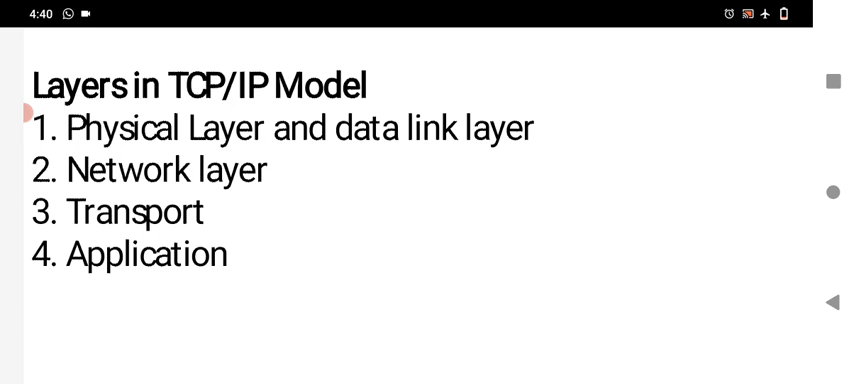 4:40
Layers in TCP/IP Model
1. Physical Layer and data link layer
2. Network layer
3. Transport
4. Application